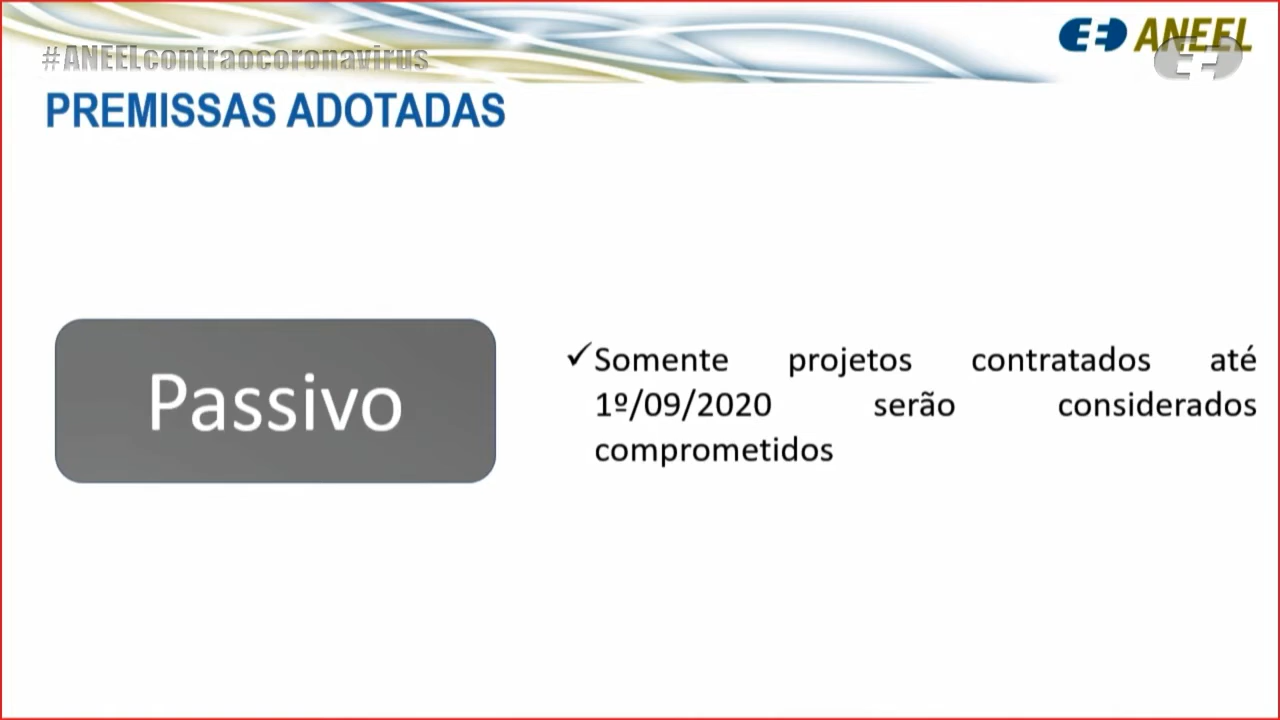 ANEEL
#ANEELcontraocoronavirus
PREMISSAS ADOTADAS
Passivo
✓Somente projetos contratados até
1º/09/2020 serão considerados
comprometidos